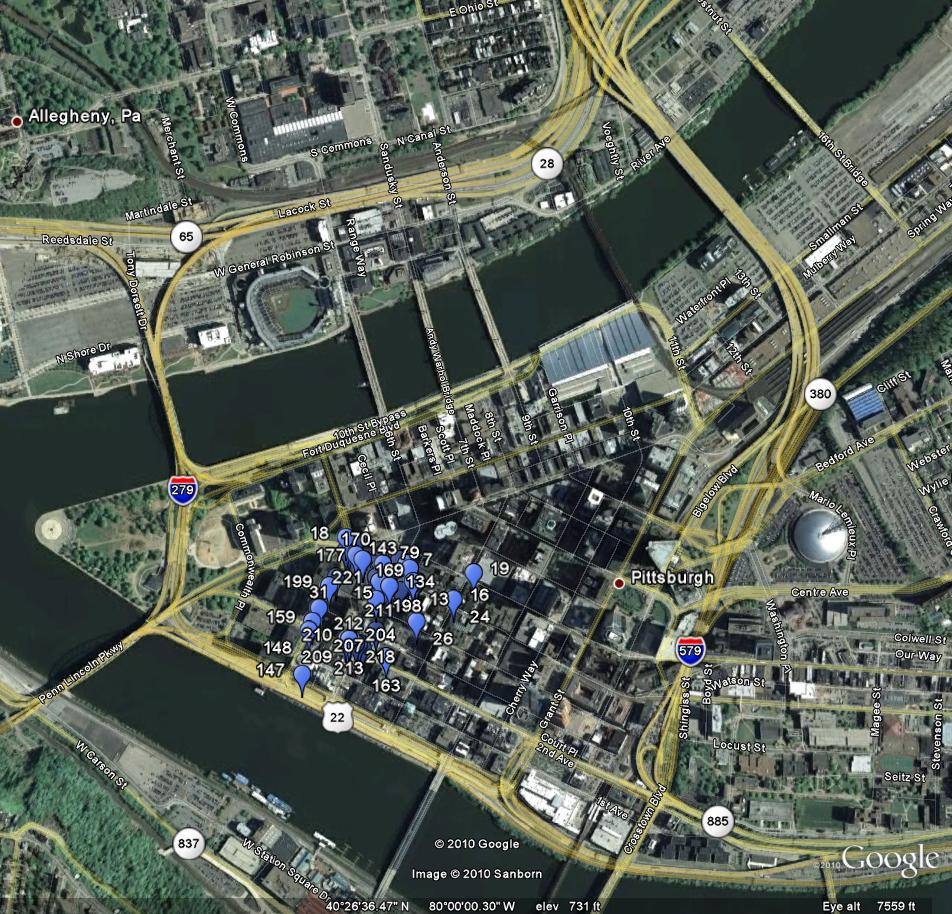 E Ohio St
Chestnut St
Allegheny, Pa
Merchant St
W Commons
S Commons
N Canal St
Sandusky St
Anderson St
28
Voeghtly St
River Ave
16th St Bridge
Martindale St
Lacock St
65
Reedsdale St
Tony Dorsett Dr
W General Robinson St
Range Way
Smallman St
Mulberry Way
Spring Way
Waterfront Pl
13th St
N Shore Dr
Andy Warhol Bridge
11th St
12th St
380
Cliff St
10th St Bypass
Fort Duquesne Blvd
6th St
Barkers Pl
Scott Pl
7th St
Maddock Pl
8th St
9th St
Garrison Pl
10th St
Cecil Pl
Bedford Ave
Webster
Wylie
Crawford
Bigelow Blvd
Mario Lemieux Pl
279
Commonwealth Pl
18
170
177
143
79
7
19
199
221
169
134
31
15
16
159
211
198
13
24
210
212
204
26
148
207
209
218
147
213
163
Pittsburgh
Centre Ave
Washington
Colwell St
Our Way
579
Boyd St
Watson St
Shingiss St
Penn Lincoln Pkwy
22
Cherry Way
Grant St
Court Pl
2nd Ave
Locust St
Magee St
Stevenson St
Seitz St
W Carson St
1st Ave
Crosstown Blvd
885
837
W Station Square Dr
© 2010 Google
Image © 2010 Sanborn
©2010 Google
40°26'36.47" N 80°00'00.30" W elev 731 ft Eye alt 7559 ft